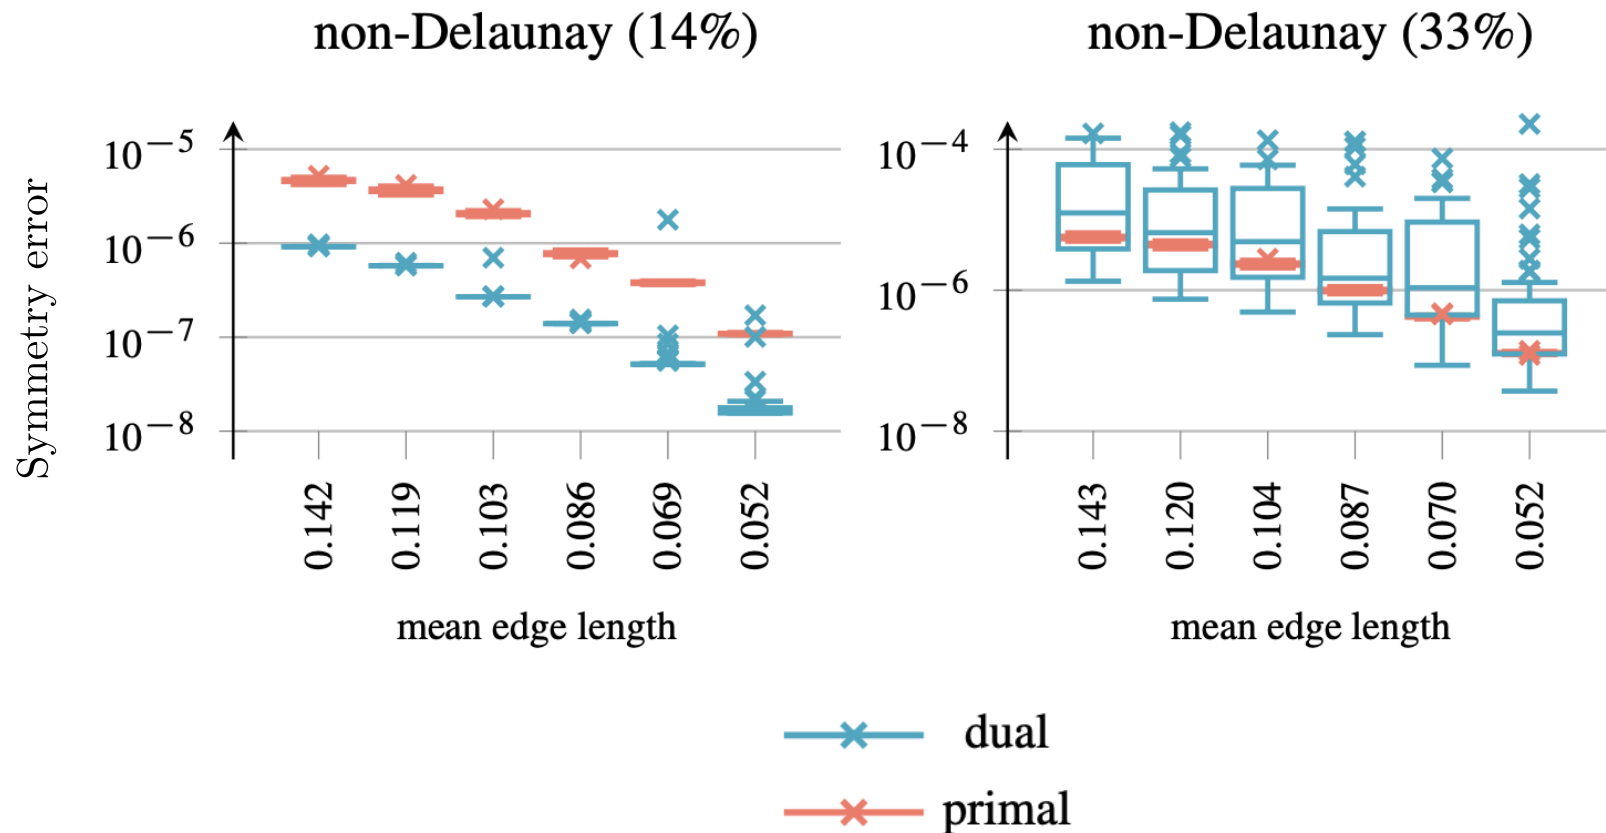 non-Delaunay (14%)
non-Delaunay (33%)
Symmetry error
10^−5
10^−6
10^−7
10^−8
0.142
0.119
0.103
0.086
0.069
0.052
mean edge length
10^−4
10^−6
10^−8
0.143
0.120
0.104
0.087
0.070
0.052
mean edge length
dual
primal